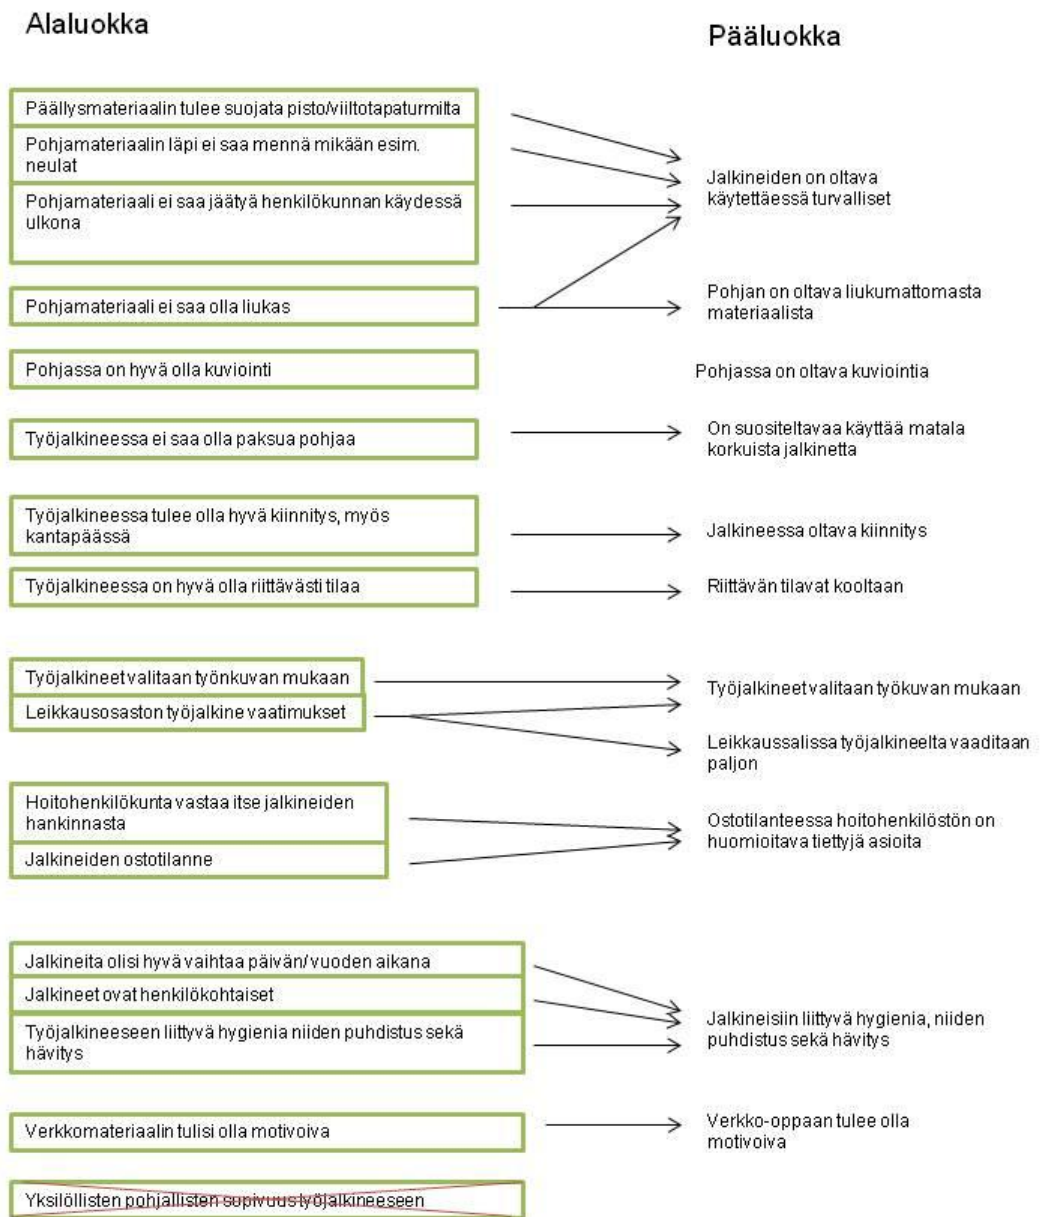 Alaluokka
Pääluokka
Päällysmateriaalin tulee suojata pisto/viiltotapaturmilta
Pohjamateriaalin läpi ei saa mennä mikään esim.
neulat
Pohjamateriaali ei saa jäätyä henkilökunnan käydessä
ulkona
Jalkineiden on oltava
käytettäessä turvalliset
Pohjamateriaali ei saa olla liukas
Pohjan on oltava liukumattomasta
materiaalista
Pohjassa on hyvä olla kuviointi
Pohjassa on oltava kuviointia
Työjalkineessa ei saa olla paksua pohjaa
On suositeltavaa käyttää matala
korkuista jalkinetta
Työjalkineessa tulee olla hyvä kiinnitys, myös
kantapäässä
Jalkineessa oltava kiinnitys
Työjalkineessa on hyvä olla riittävästi tilaa
Riittävän tilavat kooltaan
Työjalkineet valitaan työnkuvan mukaan
Leikkausosaston työjalkine vaatimukset
Työjalkineet valitaan työkuvan mukaan
Leikkaussalissa työjalkineelta vaaditaan
paljon
Hoitohenkilökunta vastaa itse jalkineiden
hankinnasta
Jalkineiden ostotilanne
Ostotilanteessa hoitohenkilöstön on
huomioitava tiettyjä asioita
Jalkineita olisi hyvä vaihtaa päivän/ vuoden aikana
Jalkineet ovat henkilökohtaiset
Työjalkineeseen liittyvä hygienia niiden puhdistus sekä
hävitys
Jalkineisiin liittyvä hygienia, niiden
puhdistus sekä hävitys
Verkkomateriaalin tulisi olla motivoiva
Verkko-oppaan tulee olla
motivoiva
Yksilöllisten pohjallisten sopivuus työjalkineeseen